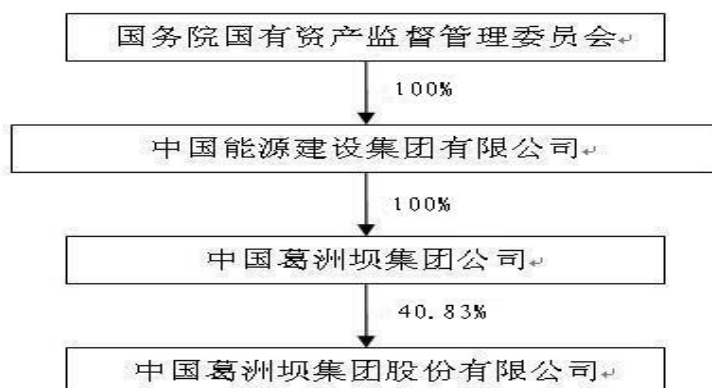 国务院国有资产监督管理委员会↵
100%
中国能源建设集团有限公司↵
100%
中国葛洲坝集团公司↵
40.83%
中国葛洲坝集团股份有限公司↵